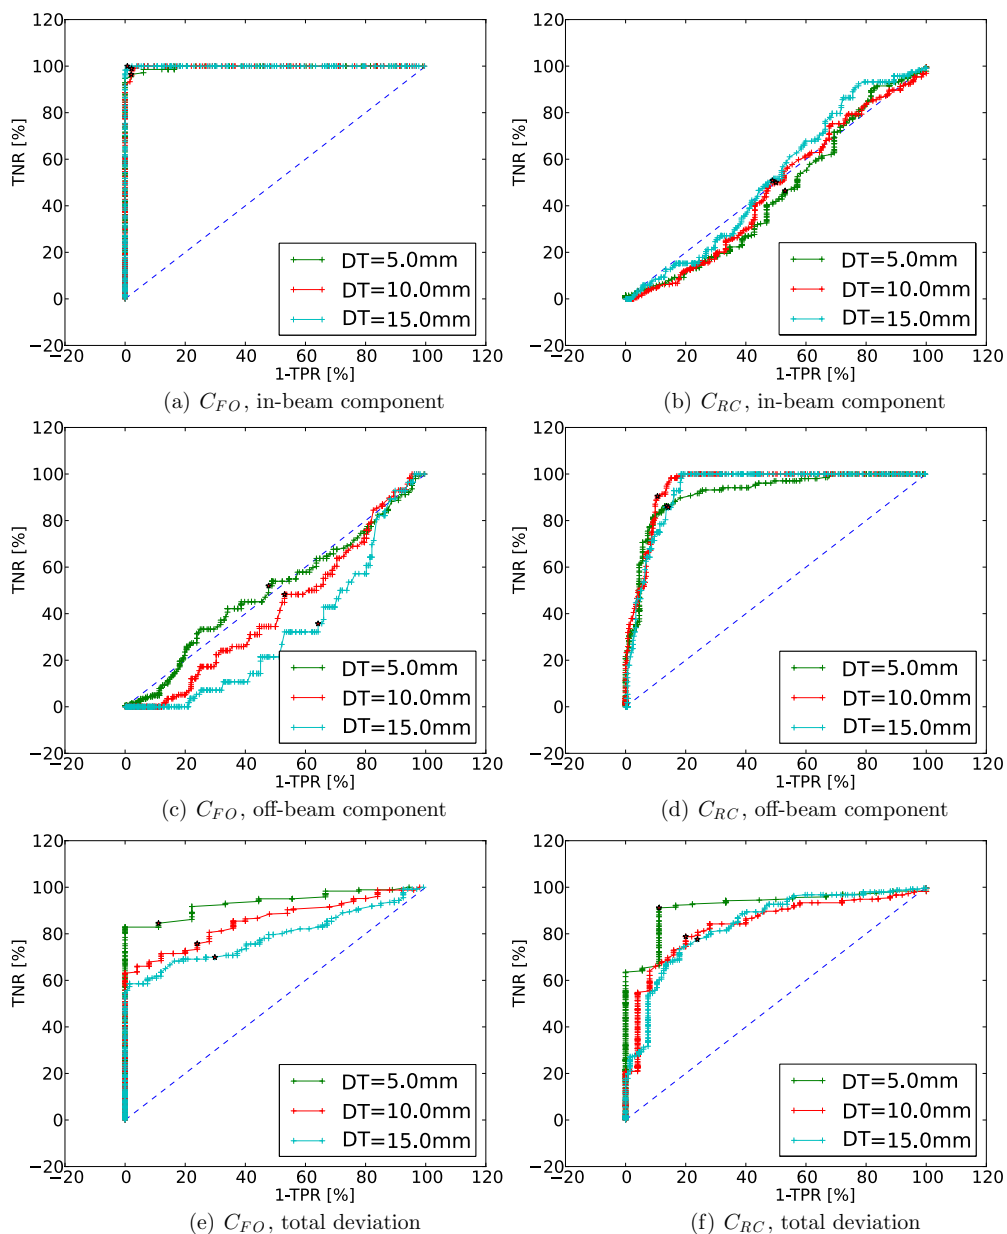 120
100
80
60
40
20
0
−20
TNR [%]
DT=5.0mm
DT=10.0mm
DT=15.0mm
−20 0 20 40 60 80 100 120
1-TPR [%]
(a) C_FO, in-beam component
120
100
80
60
40
20
0
−20
TNR [%]
DT=5.0mm
DT=10.0mm
DT=15.0mm
−20 0 20 40 60 80 100 120
1-TPR [%]
(b) C_RC, in-beam component
120
100
80
60
40
20
0
−20
TNR [%]
DT=5.0mm
DT=10.0mm
DT=15.0mm
−20 0 20 40 60 80 100 120
1-TPR [%]
(c) C_FO, off-beam component
120
100
80
60
40
20
0
−20
TNR [%]
DT=5.0mm
DT=10.0mm
DT=15.0mm
−20 0 20 40 60 80 100 120
1-TPR [%]
(d) C_RC, off-beam component
120
100
80
60
40
20
0
−20
TNR [%]
DT=5.0mm
DT=10.0mm
DT=15.0mm
−20 0 20 40 60 80 100 120
1-TPR [%]
(e) C_FO, total deviation
120
100
80
60
40
20
0
−20
TNR [%]
DT=5.0mm
DT=10.0mm
DT=15.0mm
−20 0 20 40 60 80 100 120
1-TPR [%]
(f) C_RC, total deviation